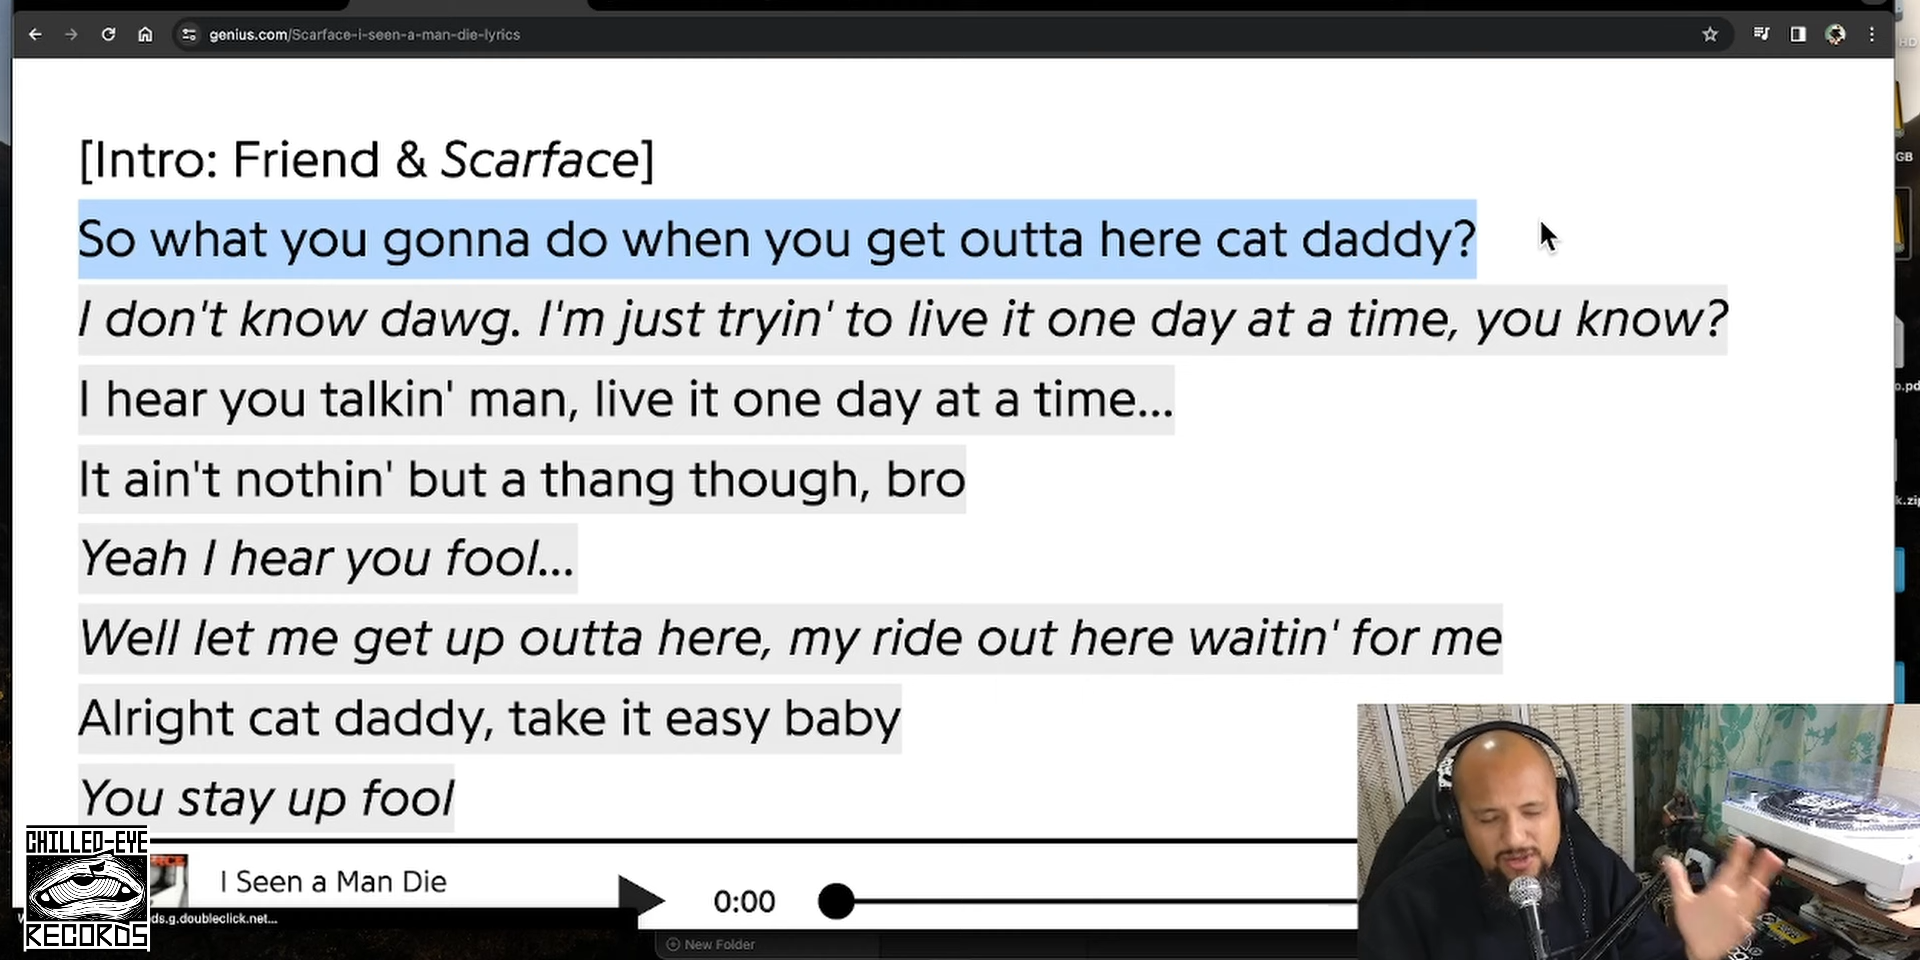 genius.com/Scarface-i-seen-a-man-die-lyrics
HD
[Intro: Friend & Scarface]
GB
So what you gonna do when you get outta here cat daddy?
I don't know dawg. I'm just tryin' to live it one day at a time, you know?
I hear you talkin' man, live it one day at a time...
o.pd
It ain't nothin' but a thang though, bro
k.zip
Yeah I hear you fool...
Well let me get up outta here, my ride out here waitin' for me
Alright cat daddy, take it easy baby
You stay up fool
CHILLED-EYE
RECORDS
I Seen a Man Die
0:00
ds.g.doubleclick.net...
New Folder